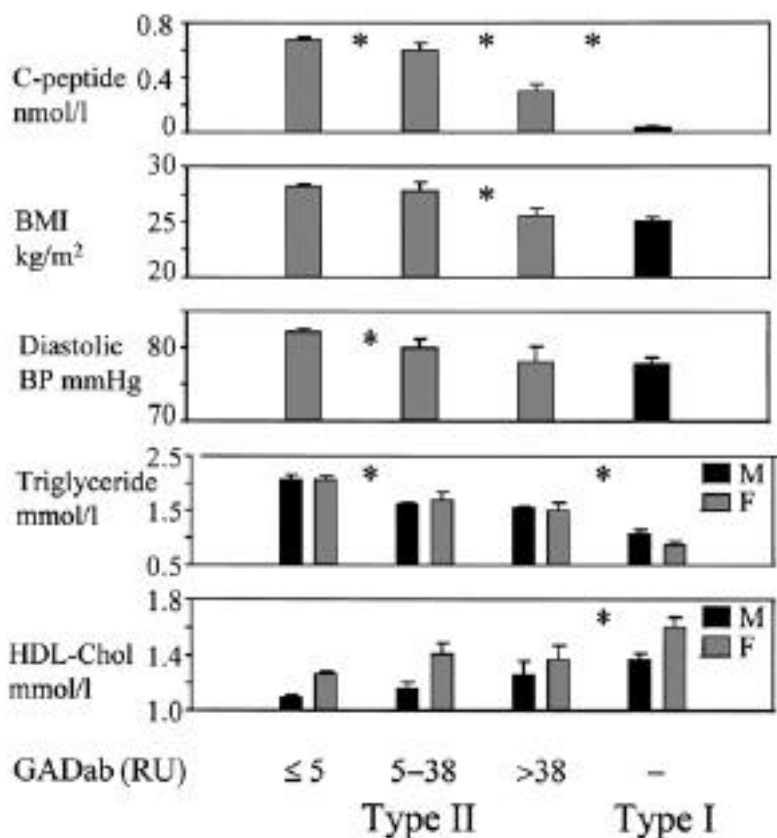 0.8
* * *
C-peptide
nmol/l
0.4
0
30
*
BMI
kg/m²
25
20
*
Diastolic
BP mmHg
80
70
2.5
* *
M
Triglyceride
mmol/l
1.5
F
0.5
1.8
*
M
HDL-Chol
mmol/l
1.4
F
1.0
GADab (RU) ≤ 5 5–38 >38 –
Type II Type I